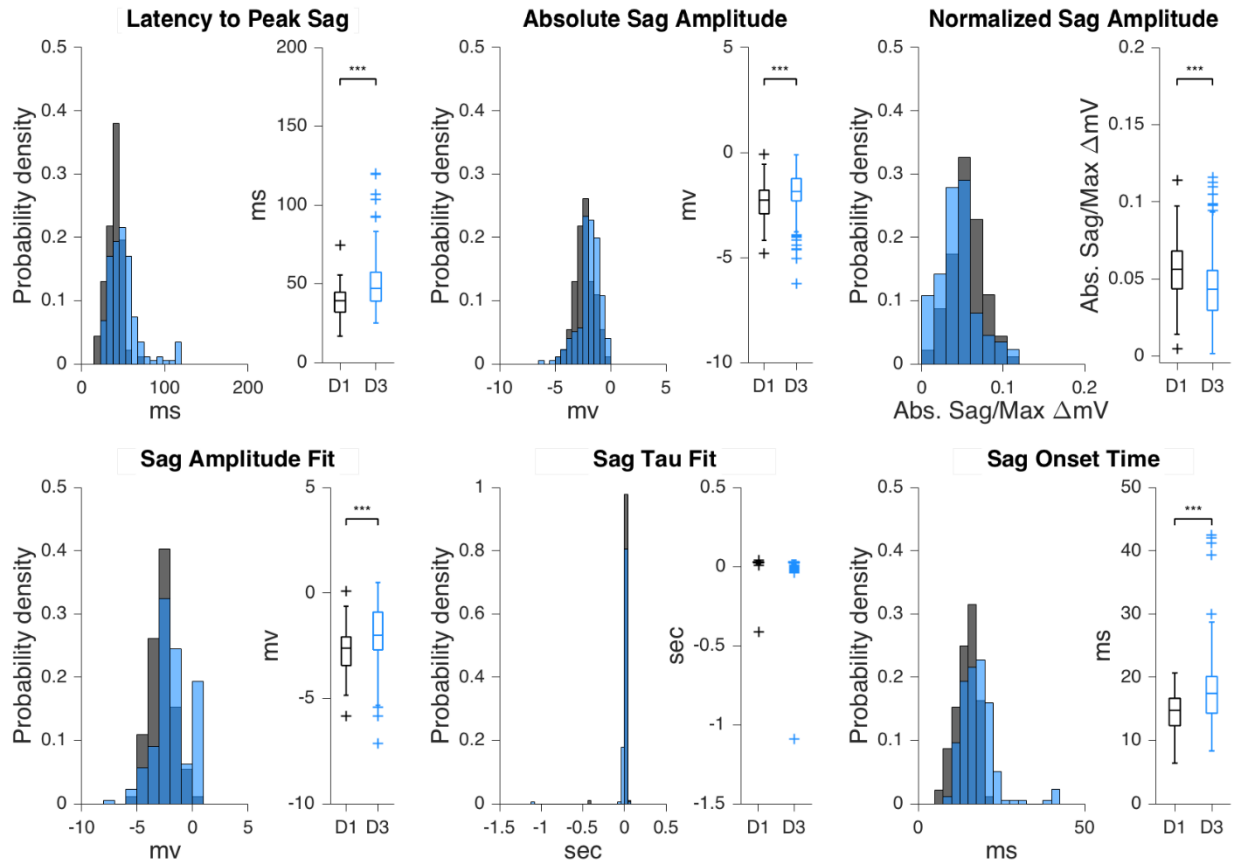 Latency to Peak Sag
Probability density
0.5
0.4
0.3
0.2
0.1
0
0
100
200
ms
ms
200
150
100
50
0
***
D1
D3
Absolute Sag Amplitude
Probability density
0.5
0.4
0.3
0.2
0.1
0
-10
-5
0
mv
mv
5
0
-5
-10
***
D1
D3
Normalized Sag Amplitude
Probability density
0.5
0.4
0.3
0.2
0.1
0
0
0.1
0.2
Abs. Sag/Max ΔmV
Abs. Sag/Max ΔmV
0.2
0.15
0.1
0.05
0
***
D1
D3
Sag Amplitude Fit
Probability density
0.5
0.4
0.3
0.2
0.1
0
-10
-5
0
5
mv
mv
5
0
-5
-10
***
D1
D3
Sag Tau Fit
Probability density
1
0.8
0.6
0.4
0.2
0
-1.5
-1
-0.5
0
0.5
sec
sec
0.5
0
-0.5
-1
-1.5
D1
D3
Sag Onset Time
Probability density
0.5
0.4
0.3
0.2
0.1
0
0
50
ms
ms
50
40
30
20
10
0
***
D1
D3